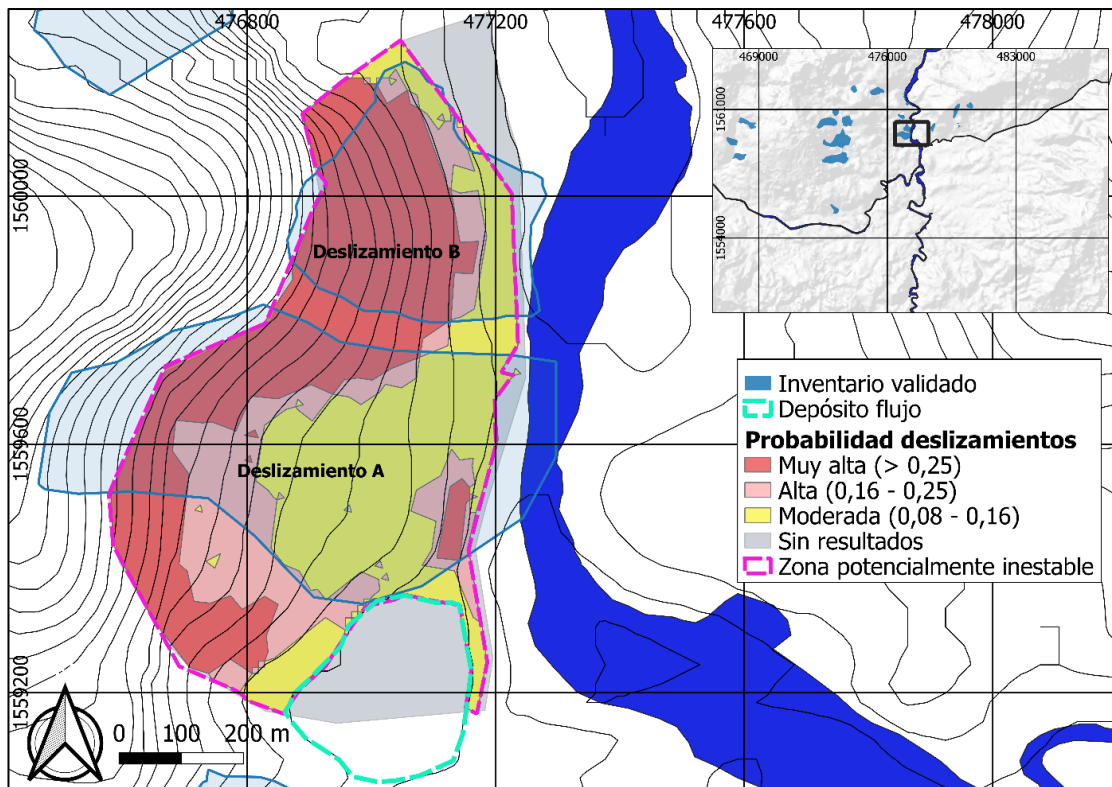 476800
477200
477600
478000
469000
476000
483000
1561000
1554000
1560000
1559600
1559200
Deslizamiento B
Deslizamiento A
Inventario validado
Depósito flujo
Probabilidad deslizamientos
Muy alta (> 0,25)
Alta (0,16 - 0,25)
Moderada (0,08 - 0,16)
Sin resultados
Zona potencialmente inestable
0 100 200 m